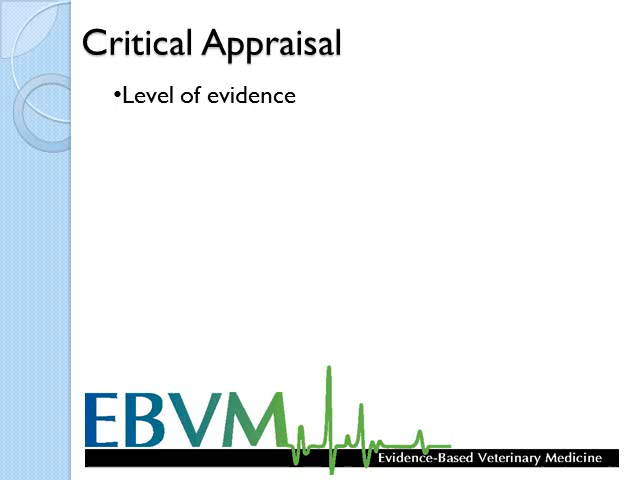 Critical Appraisal
•Level of evidence
EBVM
Evidence-Based Veterinary Medicine